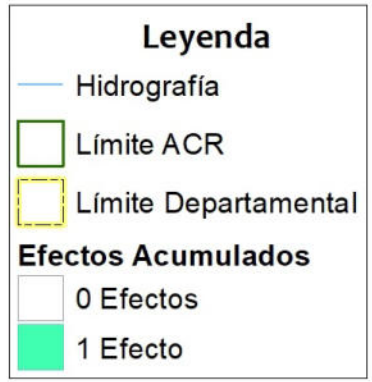 Leyenda
Hidrografía
Límite ACR
Límite Departamental
Efectos Acumulados
0 Efectos
1 Efecto